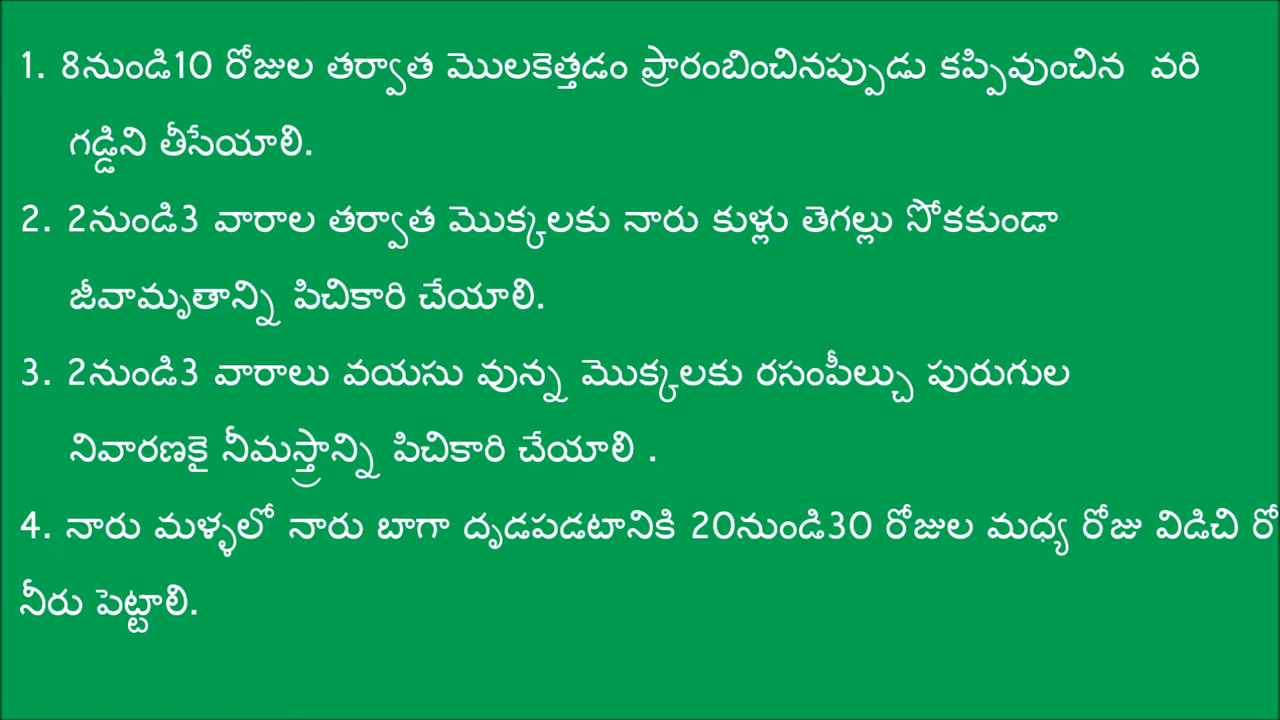 1. 8నుండి10 రోజుల తర్వాత మొలకెత్తడం ప్రారంబించినప్పుడు కప్పివుంచిన వరి
గడ్డిని తీసేయాలి.
2. 2నుండి3 వారాల తర్వాత మొక్కలకు నారు కుళ్లు తెగల్లు సోకకుండా
జీవామృతాన్ని పిచికారి చేయాలి.
3. 2నుండి3 వారాలు వయసు వున్న మొక్కలకు రసంపీల్చు పురుగుల
నివారణకై నీమస్త్రాన్ని పిచికారి చేయాలి .
4. నారు మళ్ళలో నారు బాగా దృడపడటానికి 20నుండి30 రోజుల మధ్య రోజు విడిచి
నీరు పెట్టాలి.